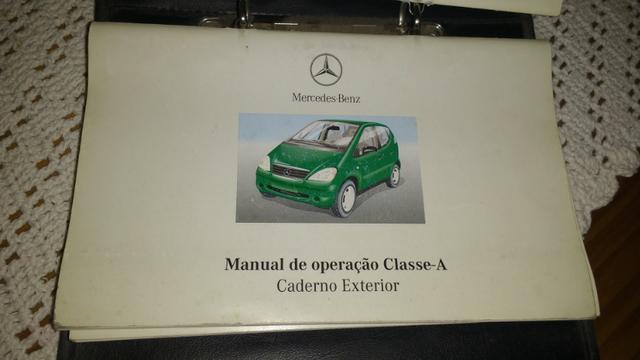 Mercedes-Benz
Manual de operação Classe-A
Caderno Exterior